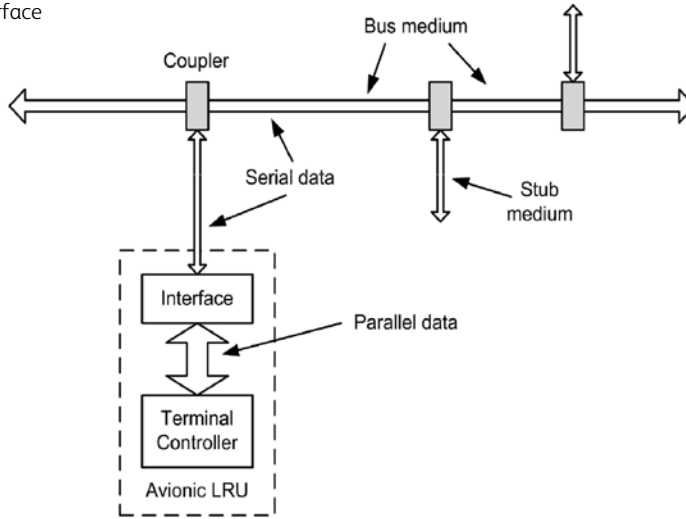 rface
Bus medium
Coupler
Serial data
Stub
medium
Interface
Parallel data
Terminal
Controller
Avionic LRU